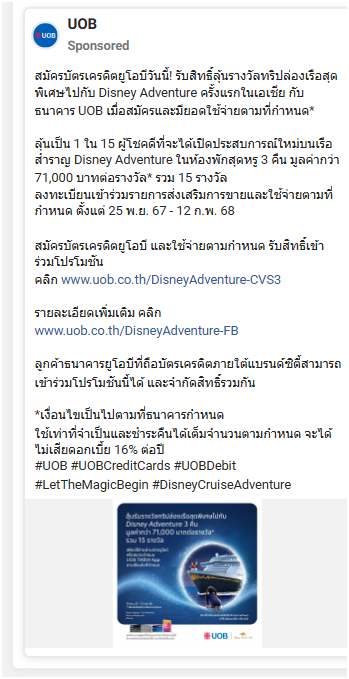 UOB
Sponsored
สมัครบัตรเครดิตยูโอบีวันนี้! รับสิทธิ์ลุ้นรางวัลทริปล่องเรือสุด
พิเศษไปกับ Disney Adventure ครั้งแรกในเอเชีย กับ
ธนาคาร UOB เมื่อสมัครและมียอดใช้จ่ายตามที่กำหนด*
ลุ้นเป็น 1 ใน 15 ผู้โชคดีที่จะได้เปิดประสบการณ์ใหม่บนเรือ
สำราญ Disney Adventure ในห้องพักสุดหรู 3 คืน มูลค่ากว่า
71,000 บาทต่อรางวัล* รวม 15 รางวัล
ลงทะเบียนเข้าร่วมรายการส่งเสริมการขายและใช้จ่ายตามที่
กำหนด ตั้งแต่ 25 พ.ย. 67 - 12 ก.พ. 68
สมัครบัตรเครดิตยูโอบี และใช้จ่ายตามกำหนด รับสิทธิ์เข้า
ร่วมโปรโมชัน
คลิก www.uob.co.th/DisneyAdventure-CVS3
รายละเอียดเพิ่มเติม คลิก
www.uob.co.th/DisneyAdventure-FB
ลูกค้าธนาคารยูโอบีที่ถือบัตรเครดิตภายใต้แบรนด์ซิตี้สามารถ
เข้าร่วมโปรโมชันนี้ได้ และจำกัดสิทธิ์รวมกัน
*เงื่อนไขเป็นไปตามที่ธนาคารกำหนด
ใช้เท่าที่จำเป็นและชำระคืนได้เต็มจำนวนตามกำหนด จะได้
ไม่เสียดอกเบี้ย 16% ต่อปี
#UOB #UOBCreditCards #UOBDebit
#LetTheMagicBegin #DisneyCruiseAdventure
ลุ้นรับรางวัลทริปล่องเรือสุดพิเศษไปกับ
Disney Adventure 3 คืน
มูลค่ากว่า 71,000 บาทต่อรางวัล*
รวม 15 รางวัล
UOB